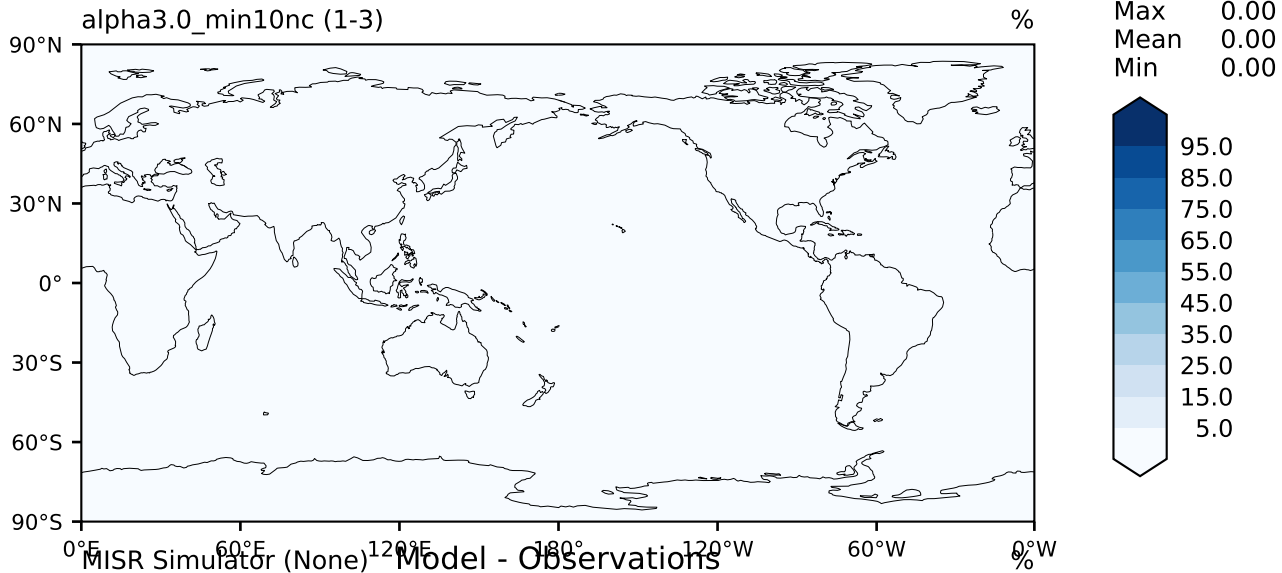 alpha3.0_min10nc (1-3) %
Max 0.00
Mean 0.00
Min 0.00
90°N
60°N
30°N
0°
30°S
60°S
90°S
95.0
85.0
75.0
65.0
55.0
45.0
35.0
25.0
15.0
5.0
0°E 60°E 120°E 180° 120°W 60°W 0°W
MISR Simulator (None) Model - Observations %